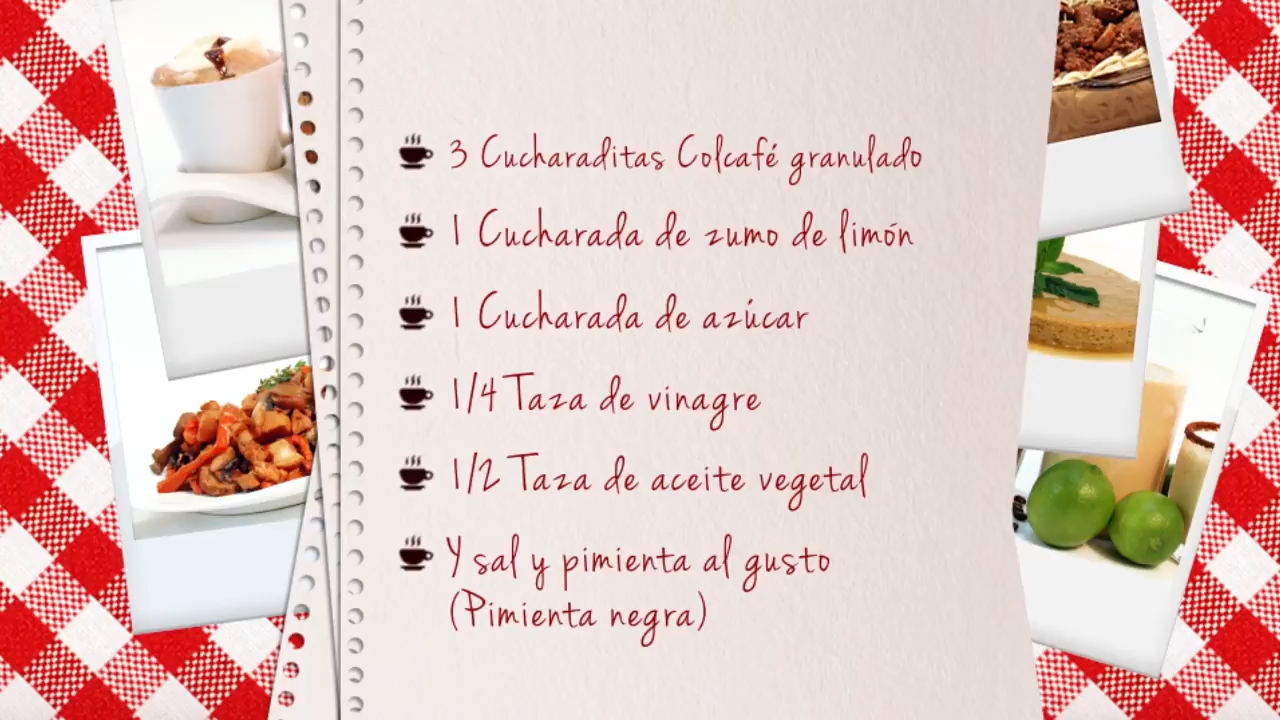 3 Cucharaditas Colcafé granulado
1 Cucharada de zumo de limón
1 Cucharada de azúcar
1/4 Taza de vinagre
1/2 Taza de aceite vegetal
Y sal y pimienta al gusto
(Pimienta negra)